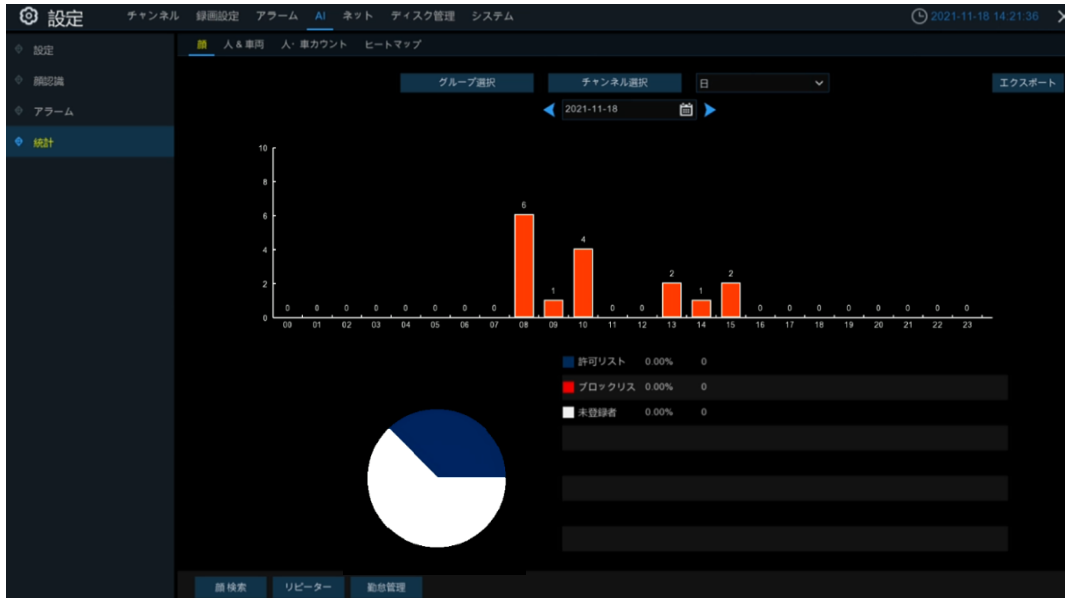 設定 チャンネル 録画設定 アラーム AI ネット ディスク管理 システム 2021-11-18 14:21:36
設定
顔認識
アラーム
統計
顔 人&車両 人・車カウント ヒートマップ
グループ選択 チャンネル選択 日 エクスポート
2021-11-18
10
8
6
4
2
0
6
4
2 2
1 1
0 0 0 0 0 0 0 0 0 0 0 0 0 0 0 0 0 0
00 01 02 03 04 05 06 07 08 09 10 11 12 13 14 15 16 17 18 19 20 21 22 23
許可リスト 0.00% 0
ブロックリス 0.00% 0
未登録者 0.00% 0
顔 検索 リピーター 勤怠管理